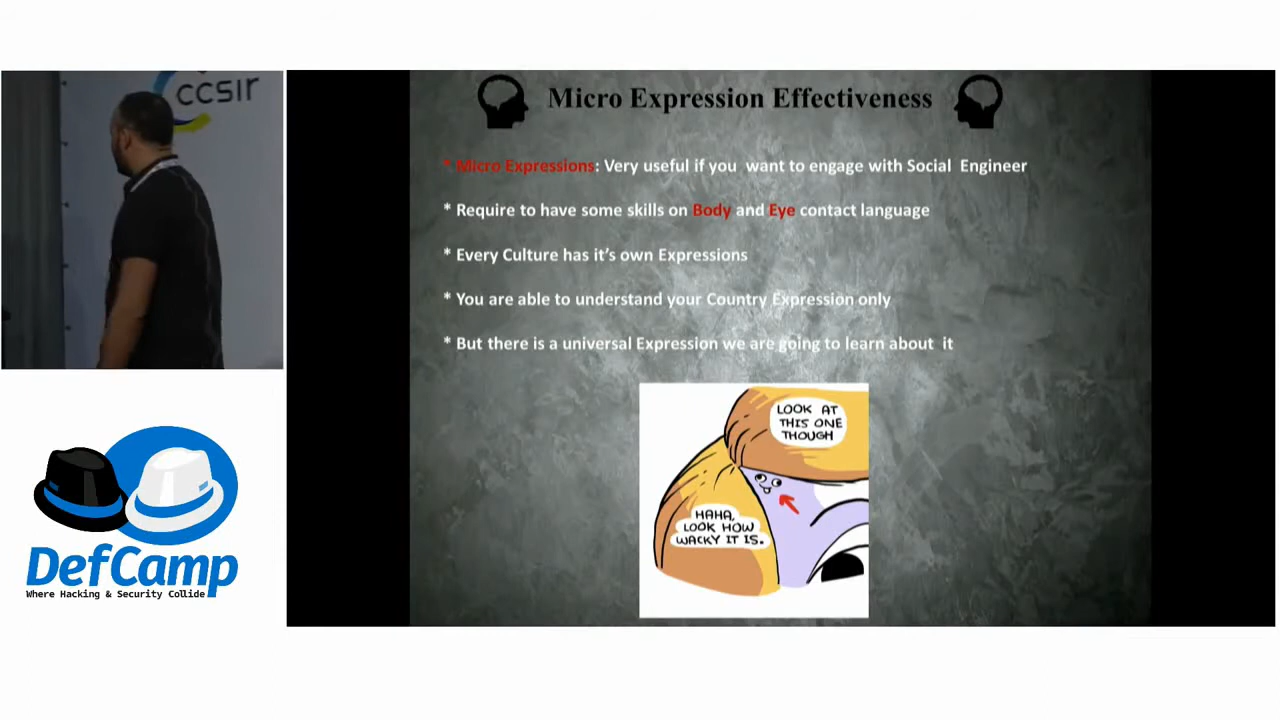 ccsir
Micro Expression Effectiveness
* Micro Expressions: Very useful if you want to engage with Social Engineer
* Require to have some skills on Body and Eye contact language
* Every Culture has it’s own Expressions
* You are able to understand your Country Expression only
* But there is a universal Expression we are going to learn about it
LOOK AT
THIS ONE
THOUGH
HAHA,
LOOK HOW
WACKY IT IS.
DefCamp
Where Hacking & Security Collide